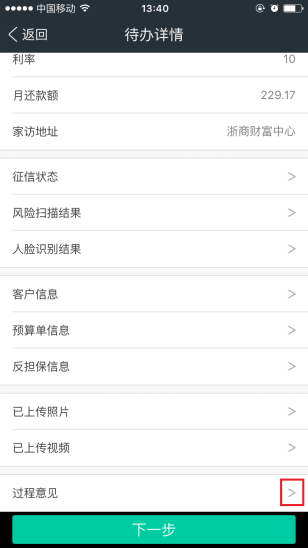 中国移动 13:40
返回 待办详情
利率 10
月还款额 229.17
家访地址 浙商财富中心
征信状态
风险扫描结果
人脸识别结果
客户信息
预算单信息
反担保信息
已上传照片
已上传视频
过程意见
下一步